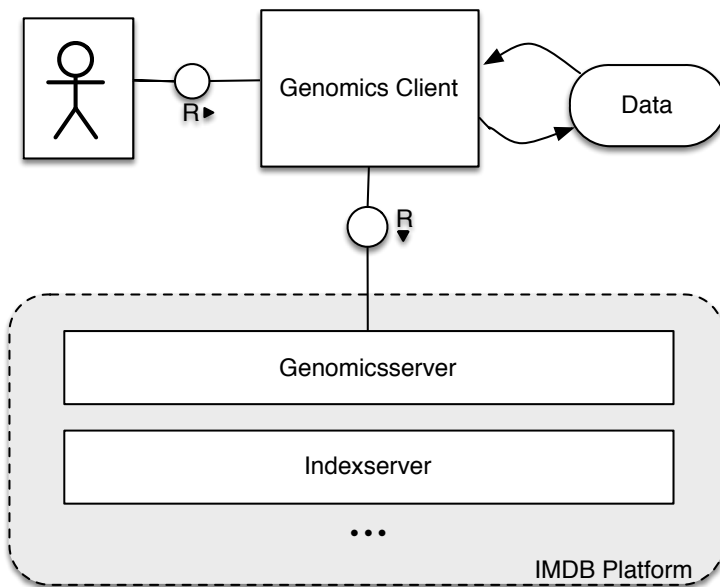 Genomics Client
Data
R
R
Genomicsserver
Indexserver
...
IMDB Platform